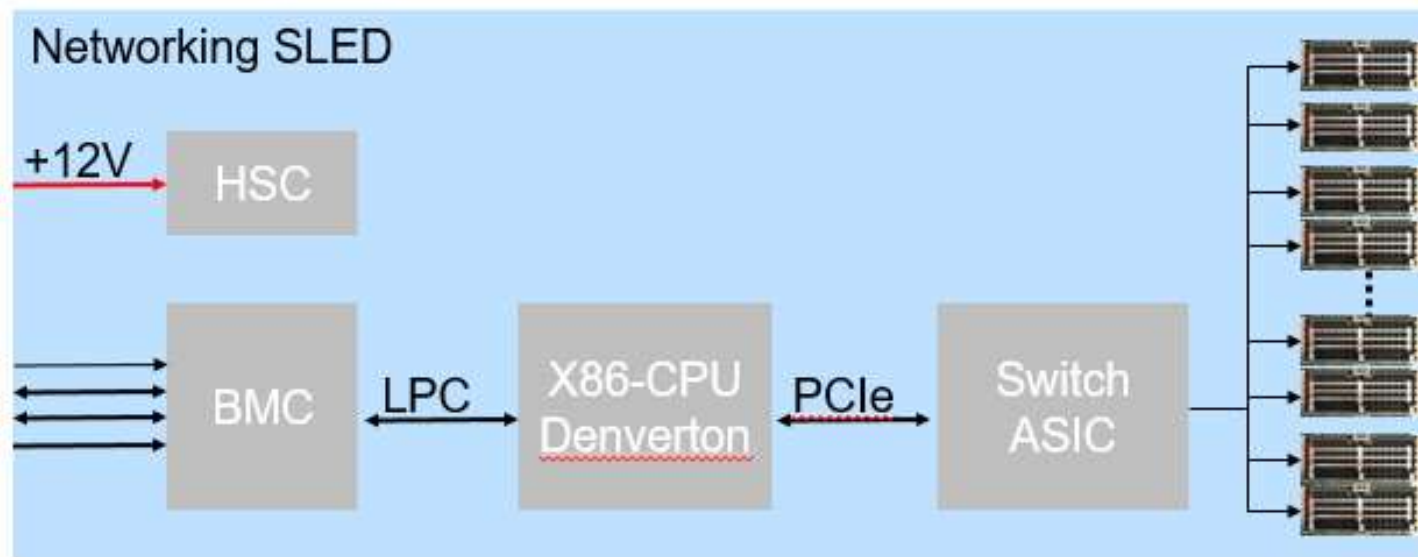 Networking SLED
+12V
HSC
BMC
LPC
X86-CPU
Denverton
PCIe
Switch
ASIC